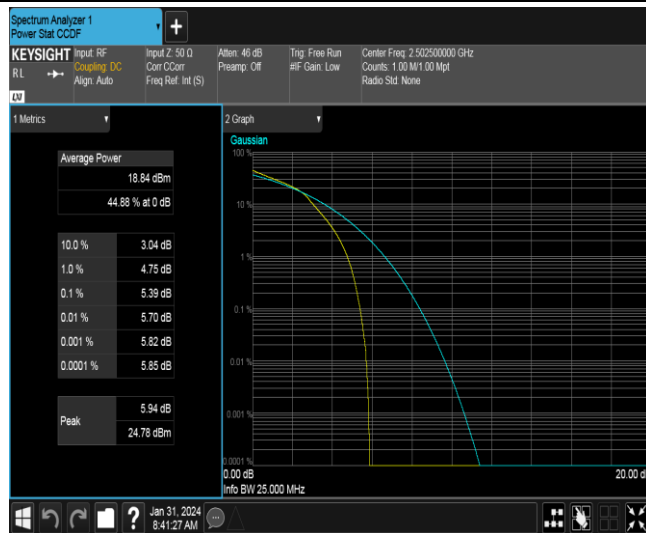 Spectrum Analyzer 1
Power Stat CCDF
+
KEYSIGHT
RL
Input: RF
Coupling: DC
Align: Auto
Input Z: 50 Ω
Corr CCorr
Freq Ref: Int (S)
Atten: 46 dB
Preamp: Off
Trig: Free Run
#IF Gain: Low
Center Freq: 2.502500000 GHz
Counts: 1.00 M/1.00 Mpt
Radio Std: None
1 Metrics
Average Power
18.84 dBm
44.88 % at 0 dB
10.0 % 3.04 dB
1.0 % 4.75 dB
0.1 % 5.39 dB
0.01 % 5.70 dB
0.001 % 5.82 dB
0.0001 % 5.85 dB
Peak
5.94 dB
24.78 dBm
2 Graph
Gaussian
100 %
10 %
1 %
0.1 %
0.01 %
0.001 %
0.0001 %
0.00 dB
20.00 d
Info BW 25.000 MHz
?
Jan 31, 2024
8:41:27 AM